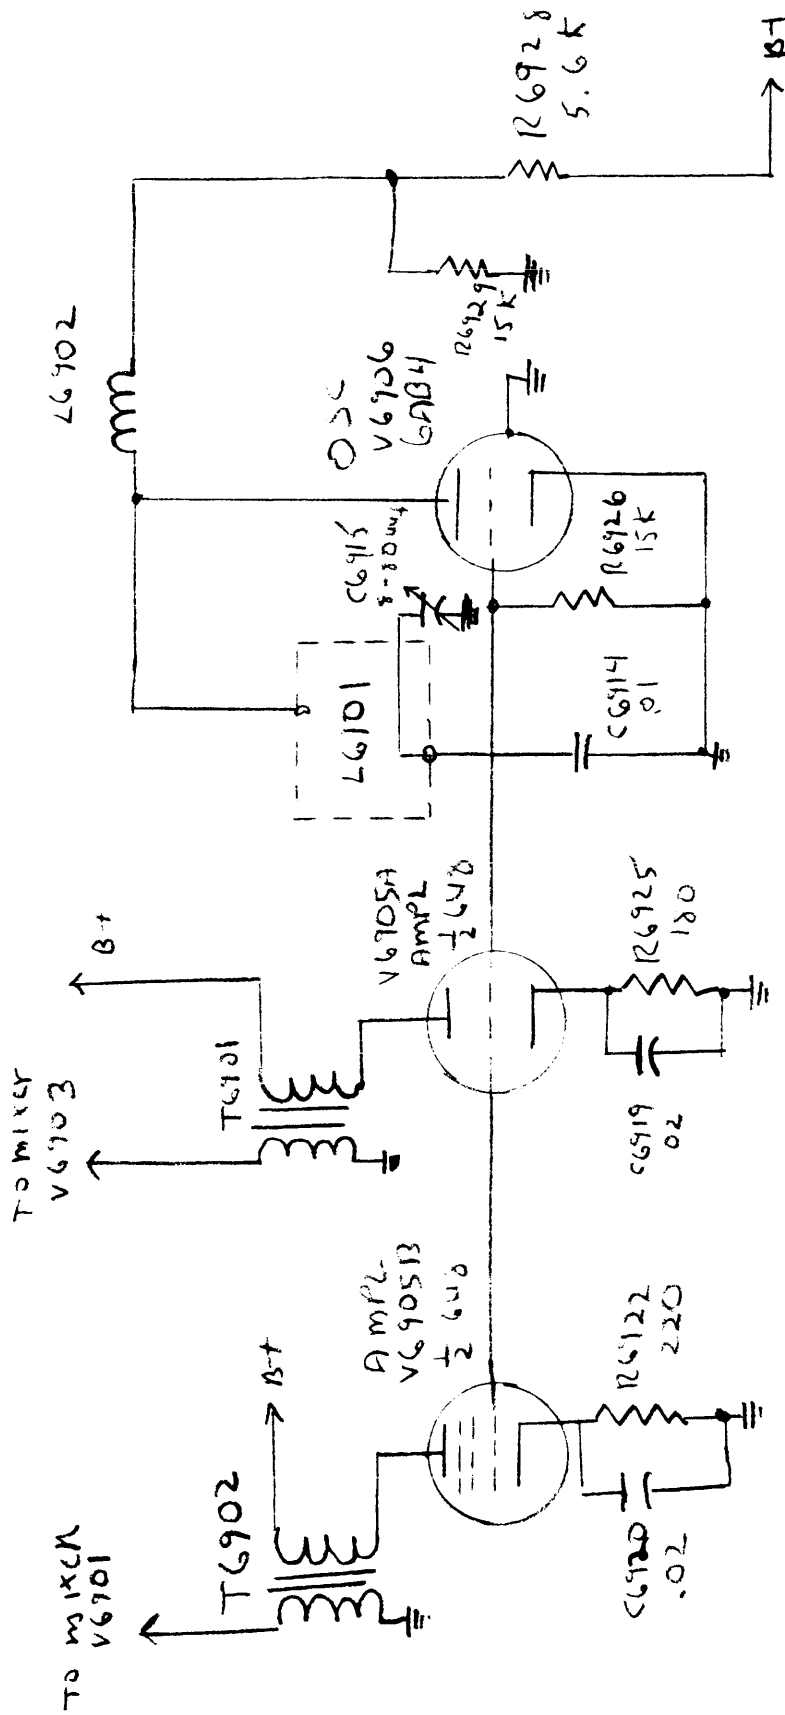 TO MIXER
V6901
T6902
B+
AMPL
V6905B
1/2 6U8
C6920
.02
R6922
220
TO MIXER
V6903
T6901
B+
V6905A
AMPL
1/2 6U8
C6919
02
R6925
180
L6101
C6915
8-80uuf
C6914
.01
R6926
15K
L6902
OSC
V6906
6AB4
R6929
15K
R6928
5.6K
B+